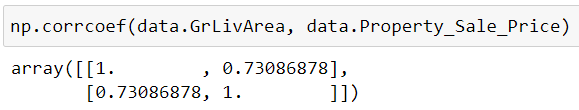 np.corrcoef(data.GrLivArea, data.Property_Sale_Price)
array([[1.        , 0.73086878],
       [0.73086878, 1.        ]])